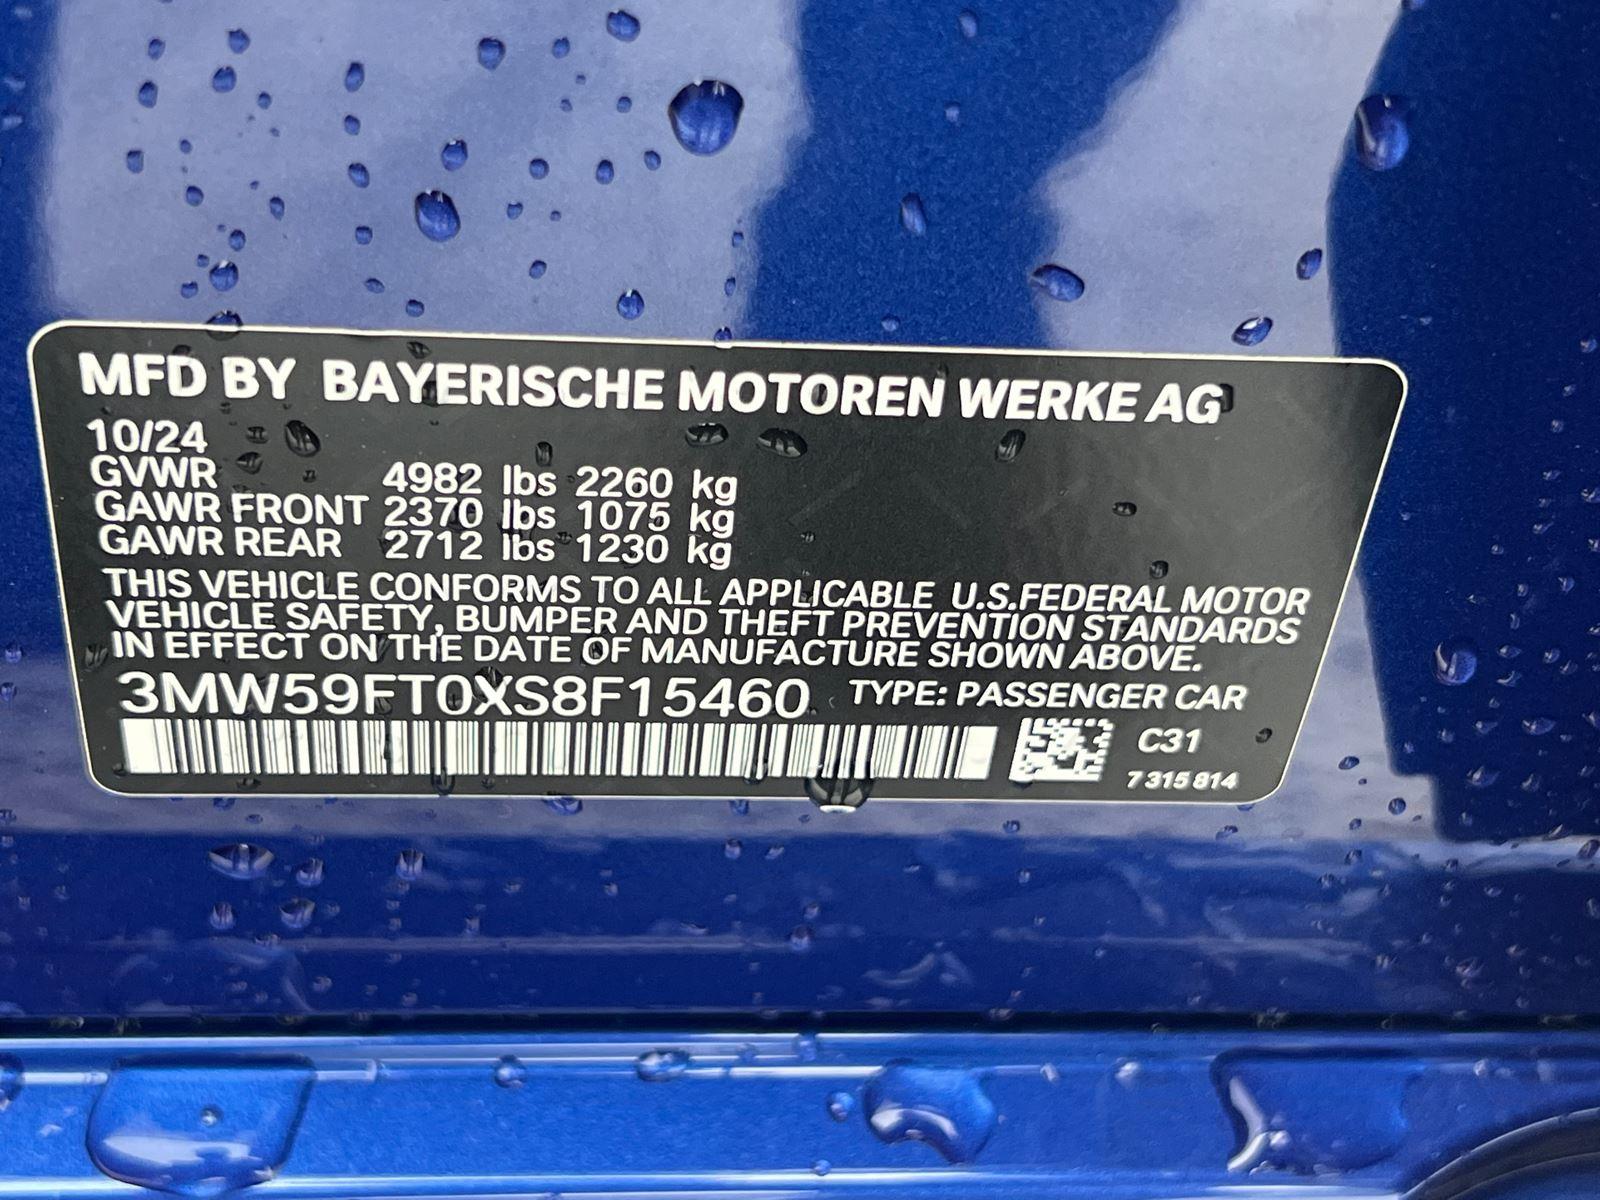 MFD BY BAYERISCHE MOTOREN WERKE AG
10/24
GVWR 4982 lbs 2260 kg
GAWR FRONT 2370 lbs 1075 kg
GAWR REAR 2712 lbs 1230 kg
THIS VEHICLE CONFORMS TO ALL APPLICABLE U.S.FEDERAL MOTOR
VEHICLE SAFETY, BUMPER AND THEFT PREVENTION STANDARDS
IN EFFECT ON THE DATE OF MANUFACTURE SHOWN ABOVE.
3MW59FT0XS8F15460 TYPE: PASSENGER CAR
C31
7 315 814